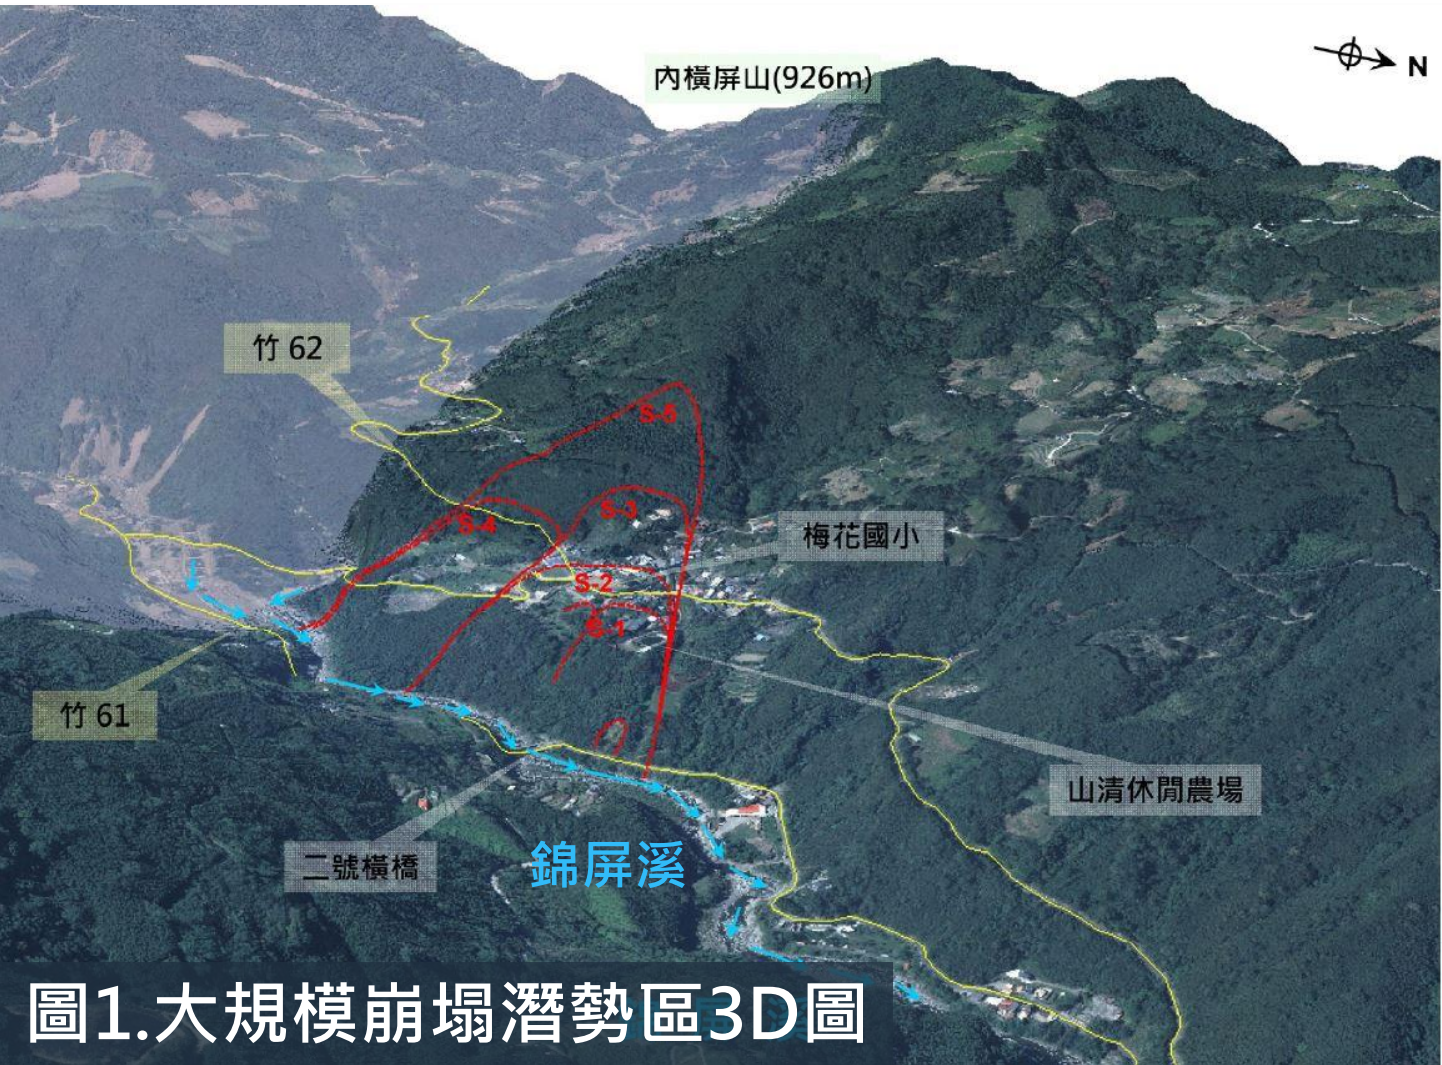 內橫屏山(926m)
N
竹 62
S-5
S-4
S-3
梅花國小
S-2
S-1
竹 61
山清休閒農場
二號橫橋
錦屏溪
圖1.大規模崩塌潛勢區3D圖